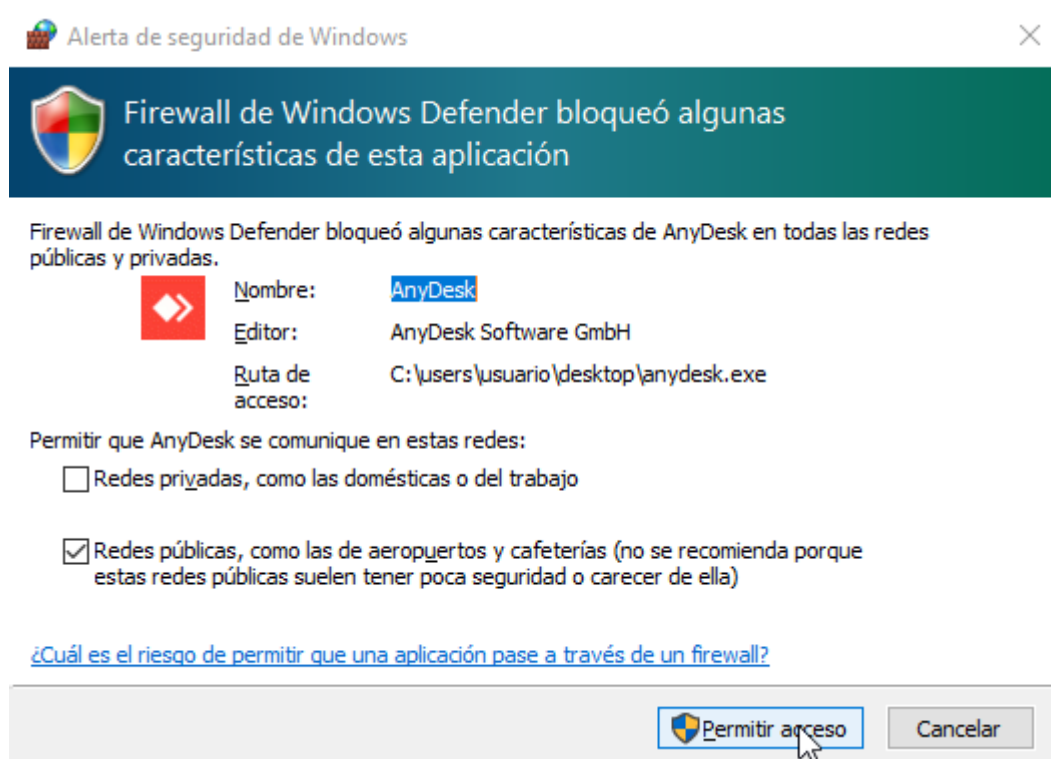 Alerta de seguridad de Windows
Firewall de Windows Defender bloqueó algunas
características de esta aplicación
Firewall de Windows Defender bloqueó algunas características de AnyDesk en todas las redes
públicas y privadas.
Nombre: AnyDesk
Editor: AnyDesk Software GmbH
Ruta de C:\users\usuario\desktop\anydesk.exe
acceso:
Permitir que AnyDesk se comunique en estas redes:
Redes privadas, como las domésticas o del trabajo
Redes públicas, como las de aeropuertos y cafeterías (no se recomienda porque
estas redes públicas suelen tener poca seguridad o carecer de ella)
¿Cuál es el riesgo de permitir que una aplicación pase a través de un firewall?
Permitir acceso Cancelar